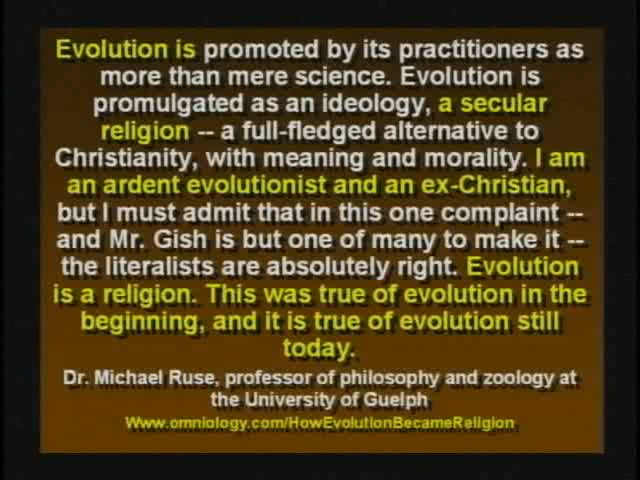 Evolution is promoted by its practitioners as
more than mere science. Evolution is
promulgated as an ideology, a secular
religion -- a full-fledged alternative to
Christianity, with meaning and morality. I am
an ardent evolutionist and an ex-Christian,
but I must admit that in this one complaint --
and Mr. Gish is but one of many to make it --
the literalists are absolutely right. Evolution
is a religion. This was true of evolution in the
beginning, and it is true of evolution still
today.
Dr. Michael Ruse, professor of philosophy and zoology at
the University of Guelph
Www.omniology.com/HowEvolutionBecameReligion